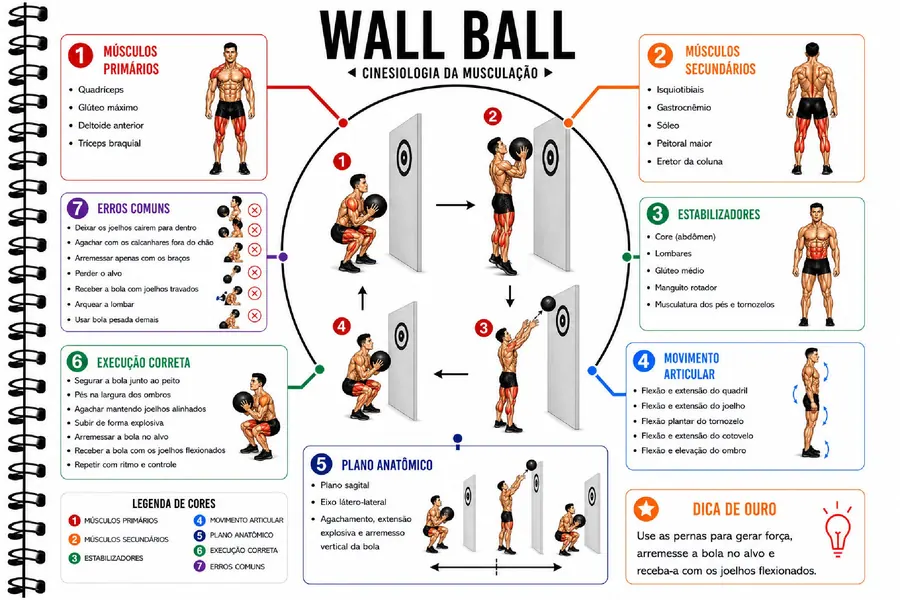 WALL BALL
CINESIOLOGIA DA MUSCULAÇÃO
1
MÚSCULOS
PRIMÁRIOS
• Quadríceps
• Glúteo máximo
• Deltoide anterior
• Tríceps braquial
2
MÚSCULOS
SECUNDÁRIOS
• Isquiotibiais
• Gastrocnêmio
• Sóleo
• Peitoral maior
• Eretor da coluna
7
ERROS COMUNS
• Deixar os joelhos caírem para dentro
• Agachar com os calcanhares fora do chão
• Arremessar apenas com os braços
• Perder o alvo
• Receber a bola com joelhos travados
• Arquear a lombar
• Usar bola pesada demais
1
2
3
4
3
ESTABILIZADORES
• Core (abdômen)
• Lombares
• Glúteo médio
• Manguito rotador
• Musculatura dos pés e tornozelos
6
EXECUÇÃO CORRETA
• Segurar a bola junto ao peito
• Pés na largura dos ombros
• Agachar mantendo joelhos alinhados
• Subir de forma explosiva
• Arremessar a bola no alvo
• Receber a bola com os joelhos flexionados
• Repetir com ritmo e controle
4
MOVIMENTO
ARTICULAR
• Flexão e extensão do quadril
• Flexão e extensão do joelho
• Flexão plantar do tornozelo
• Flexão e extensão do cotovelo
• Flexão e elevação do ombro
5
PLANO ANATÔMICO
• Plano sagital
• Eixo látero-lateral
• Agachamento, extensão
explosiva e arremesso
vertical da bola
LEGENDA DE CORES
1 MÚSCULOS PRIMÁRIOS
2 MÚSCULOS SECUNDÁRIOS
3 ESTABILIZADORES
4 MOVIMENTO ARTICULAR
5 PLANO ANATÔMICO
6 EXECUÇÃO CORRETA
7 ERROS COMUNS
DICA DE OURO
Use as pernas para gerar força,
arremesse a bola no alvo e
receba-a com os joelhos flexionados.